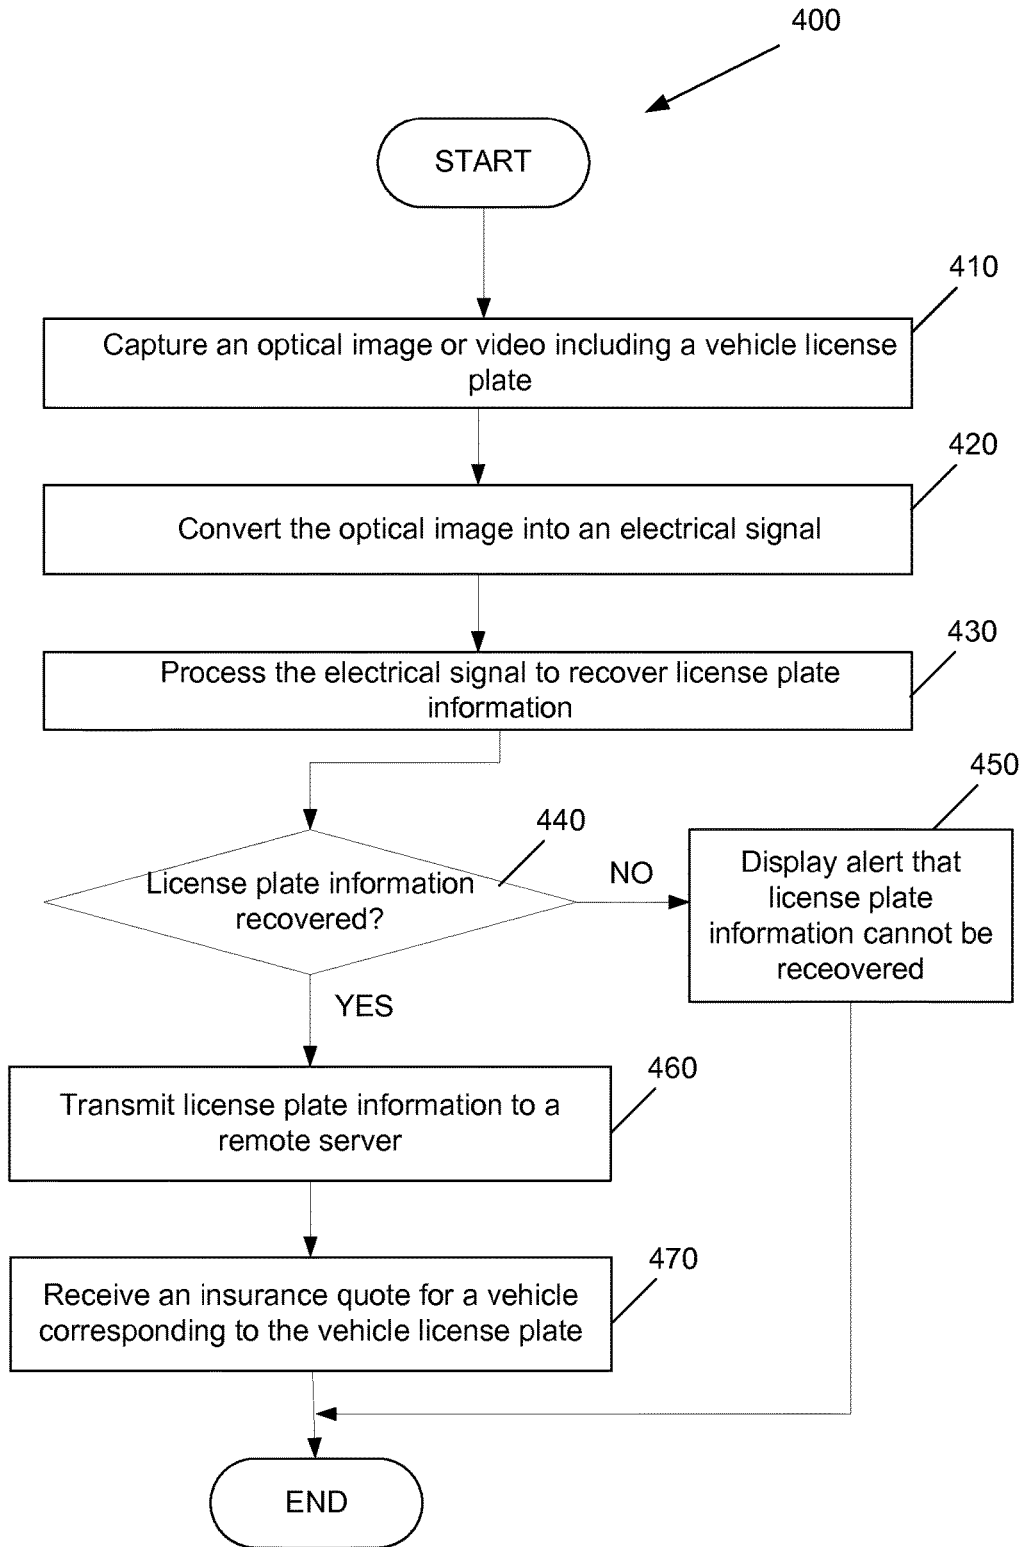 400
START
410
Capture an optical image or video including a vehicle license
plate
420
Convert the optical image into an electrical signal
430
Process the electrical signal to recover license plate
information
440
License plate information
recovered?
NO
450
Display alert that
license plate
information cannot be
receovered
YES
460
Transmit license plate information to a
remote server
470
Receive an insurance quote for a vehicle
corresponding to the vehicle license plate
END